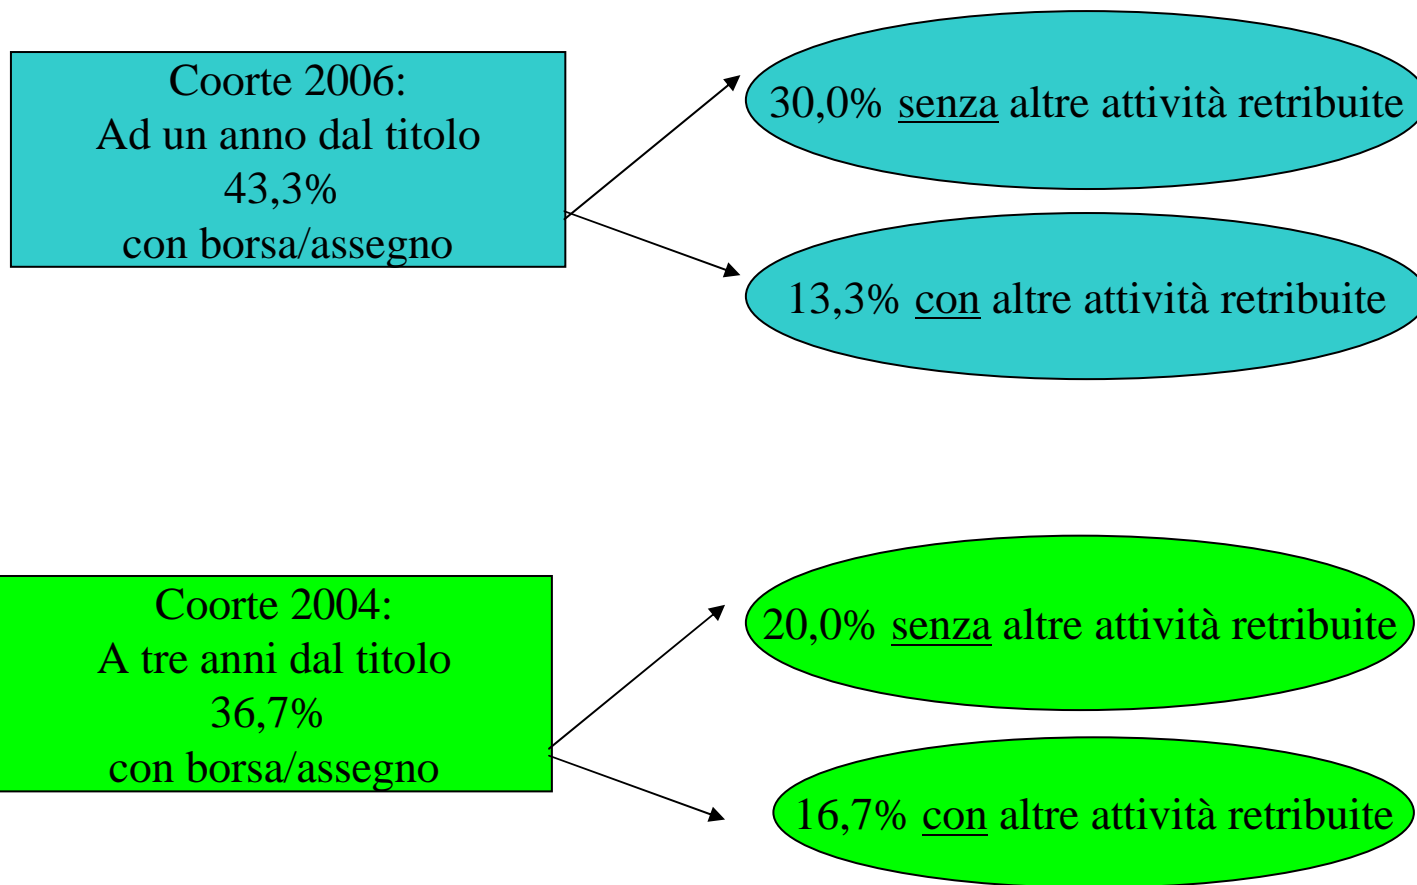 Coorte 2006:
Ad un anno dal titolo
43,3%
con borsa/assegno
30,0% senza altre attività retribuite
13,3% con altre attività retribuite
Coorte 2004:
A tre anni dal titolo
36,7%
con borsa/assegno
20,0% senza altre attività retribuite
16,7% con altre attività retribuite